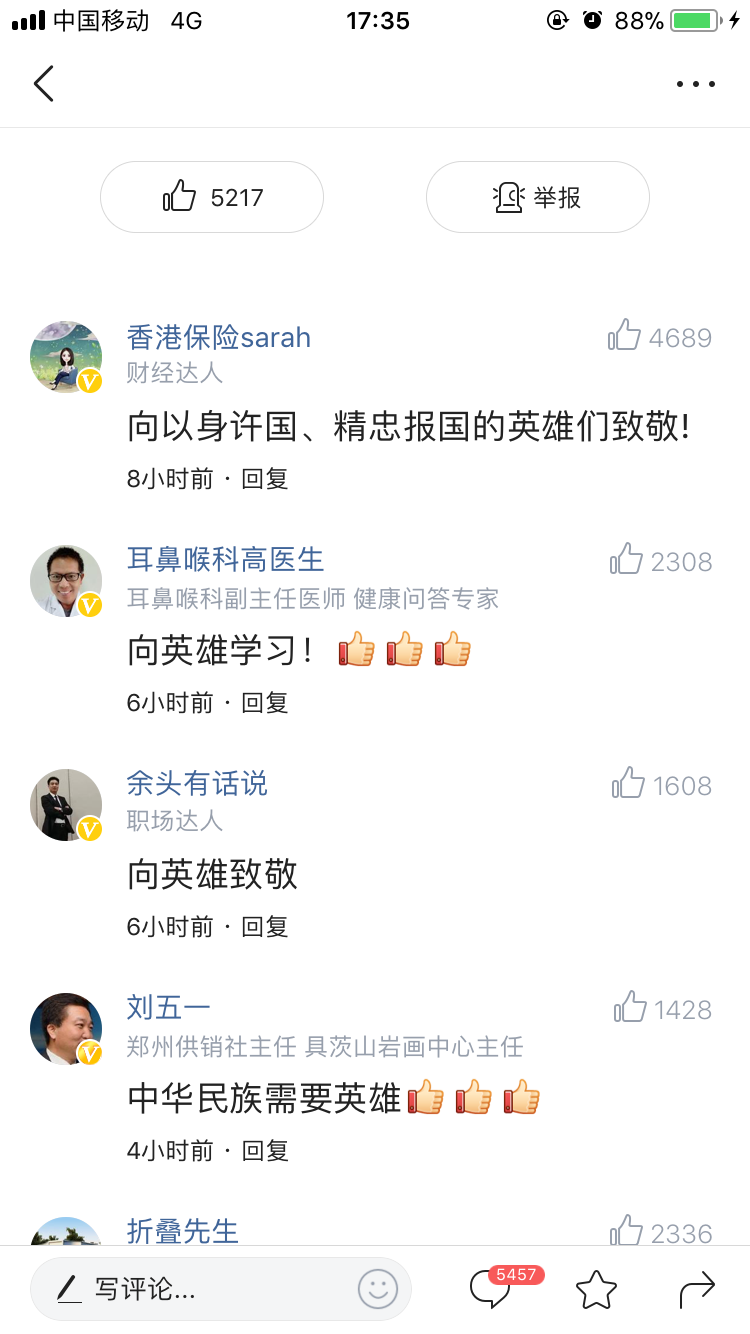 中国移动 4G 17:35 88%
5217 举报
香港保险sarah 4689
财经达人
向以身许国、精忠报国的英雄们致敬!
8小时前 · 回复
耳鼻喉科高医生 2308
耳鼻喉科副主任医师 健康问答专家
向英雄学习！👍👍👍
6小时前 · 回复
余头有话说 1608
职场达人
向英雄致敬
6小时前 · 回复
刘五一 1428
郑州供销社主任 具茨山岩画中心主任
中华民族需要英雄👍👍👍
4小时前 · 回复
折叠先生 2336
写评论... 5457